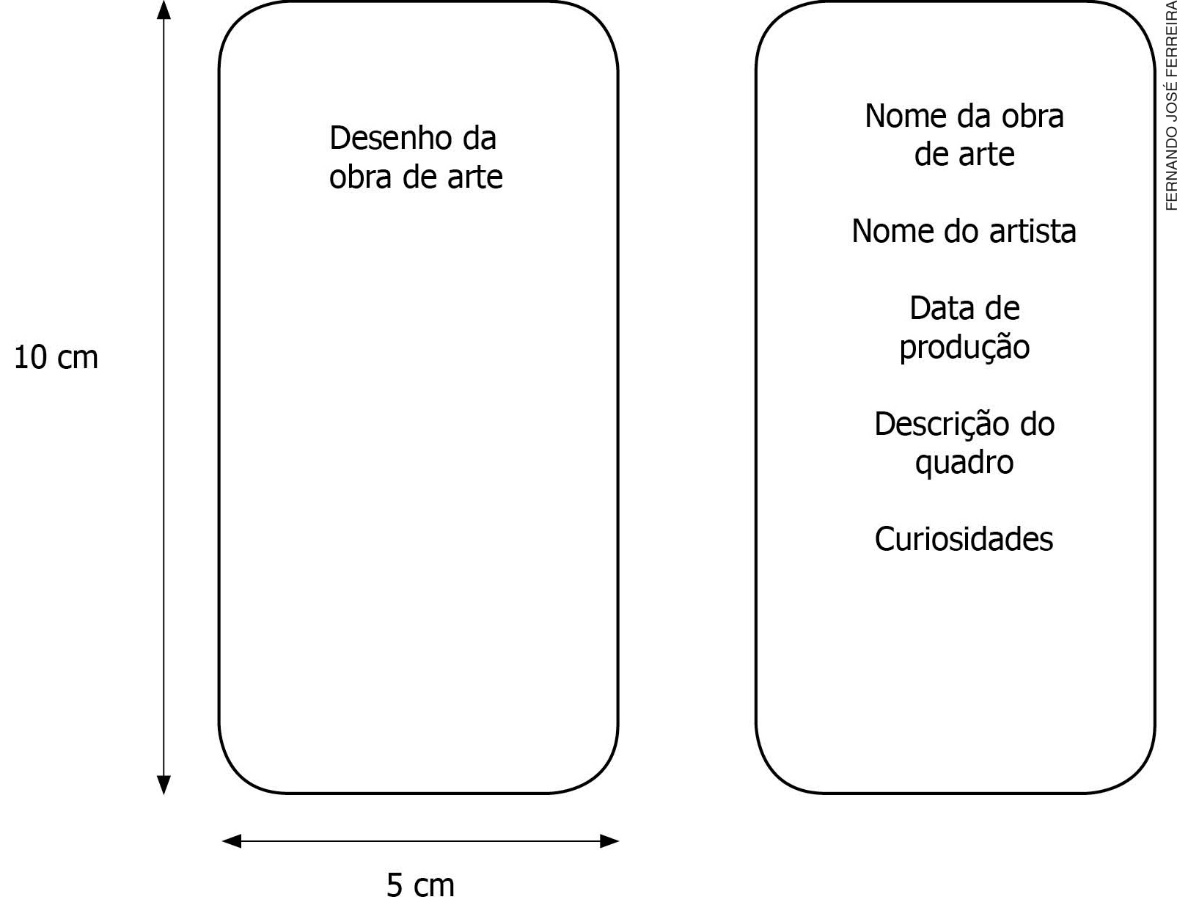 Desenho da
obra de arte
10 cm
5 cm
Nome da obra
de arte
Nome do artista
Data de
produção
Descrição do
quadro
Curiosidades
FERNANDO JOSÉ FERREIRA